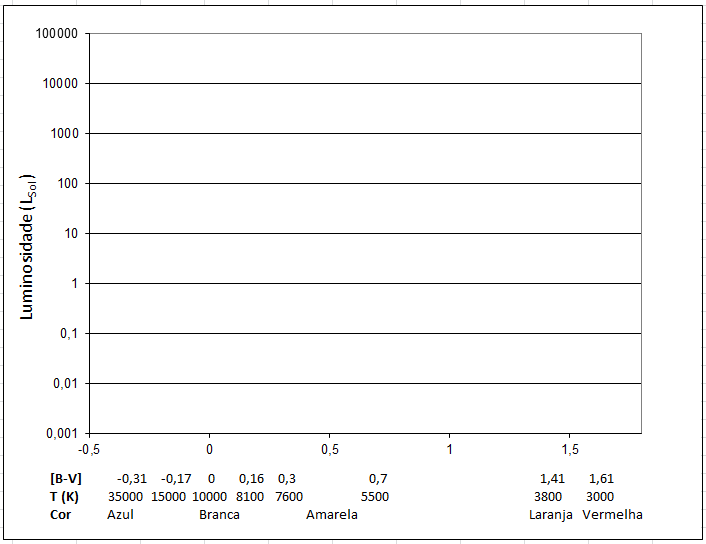 100000
10000
1000
100
10
1
0,1
0,01
0,001
Luminosidade (LSol)
-0,5 0 0,5 1 1,5
[B-V] -0,31 -0,17 0 0,16 0,3 0,7 1,41 1,61
T (K) 35000 15000 10000 8100 7600 5500 3800 3000
Cor Azul Branca Amarela Laranja Vermelha